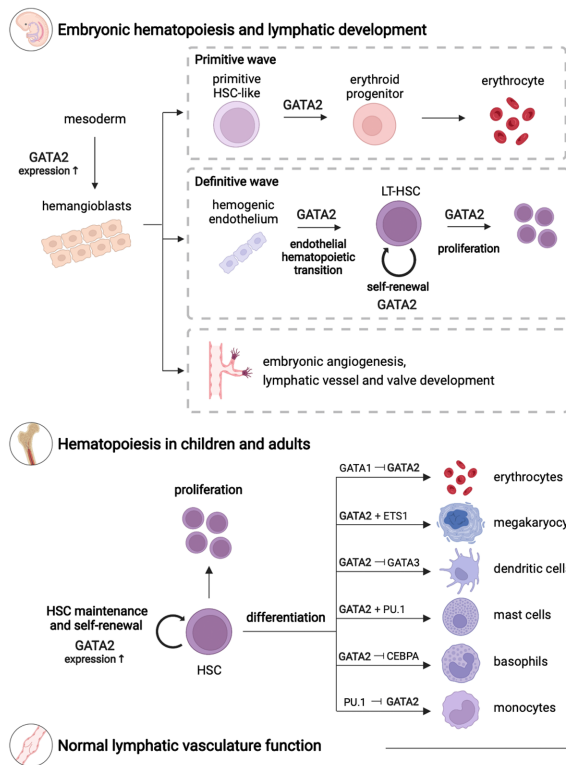 Embryonic hematopoiesis and lymphatic development
Primitive wave
primitive
HSC-like
GATA2
erythroid
progenitor
erythrocyte
mesoderm
GATA2
expression ↑
hemangioblasts
Definitive wave
hemogenic
endothelium
GATA2
endothelial
hematopoietic
transition
LT-HSC
self-renewal
GATA2
GATA2
proliferation
embryonic angiogenesis,
lymphatic vessel and valve development
Hematopoiesis in children and adults
proliferation
HSC maintenance
and self-renewal
GATA2
expression ↑
HSC
differentiation
GATA1 ⊣ GATA2
erythrocytes
GATA2 + ETS1
megakaryocy
GATA2 ⊣ GATA3
dendritic cells
GATA2 + PU.1
mast cells
GATA2 ⊣ CEBPA
basophils
PU.1 ⊣ GATA2
monocytes
Normal lymphatic vasculature function